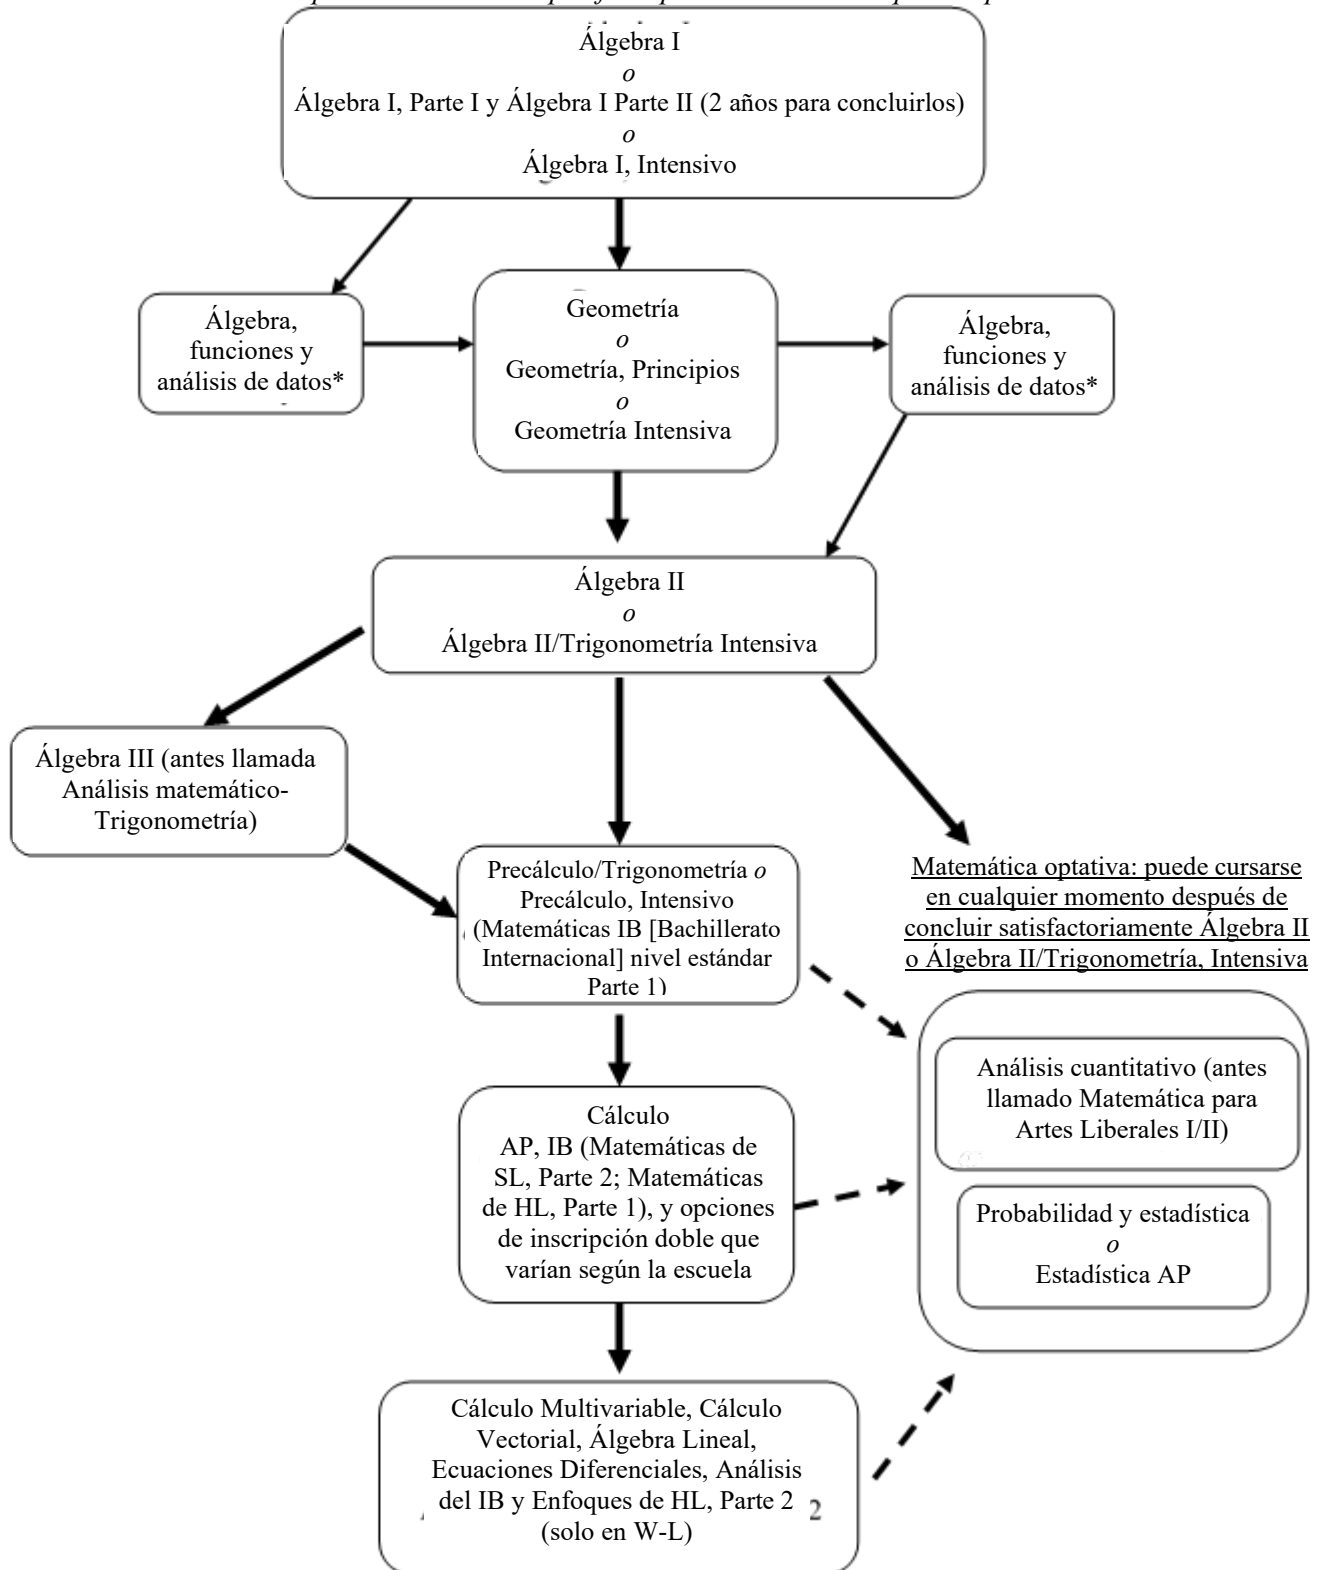 Álgebra I
o
Álgebra I, Parte I y Álgebra I Parte II (2 años para concluirlos)
o
Álgebra I, Intensivo
Álgebra,
funciones y
análisis de datos*
Geometría
o
Geometría, Principios
o
Geometría Intensiva
Álgebra,
funciones y
análisis de datos*
Álgebra II
o
Álgebra II/Trigonometría Intensiva
Álgebra III (antes llamada
Análisis matemático-
Trigonometría)
Precálculo/Trigonometría o
Precálculo, Intensivo
(Matemáticas IB [Bachillerato
Internacional] nivel estándar
Parte 1)
Matemática optativa: puede cursarse
en cualquier momento después de
concluir satisfactoriamente Álgebra II
o Álgebra II/Trigonometría, Intensiva
Análisis cuantitativo (antes
llamado Matemática para
Artes Liberales I/II)
Probabilidad y estadística
o
Estadística AP
Cálculo
AP, IB (Matemáticas de
SL, Parte 2; Matemáticas
de HL, Parte 1), y opciones
de inscripción doble que
varían según la escuela
Cálculo Multivariable, Cálculo
Vectorial, Álgebra Lineal,
Ecuaciones Diferenciales, Análisis
del IB y Enfoques de HL, Parte 2 2
(solo en W-L)